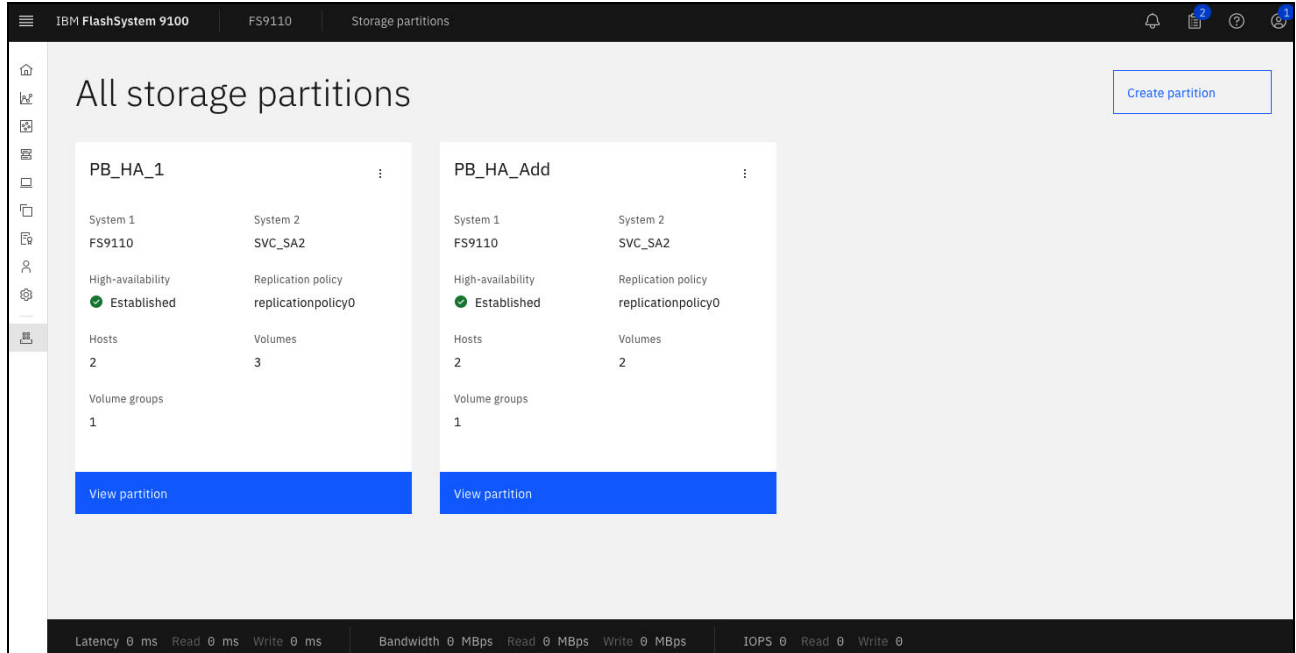 IBM FlashSystem 9100 FS9110 Storage partitions 2 1
All storage partitions
Create partition
PB_HA_1
System 1 System 2
FS9110 SVC_SA2
High-availability Replication policy
Established replicationpolicy0
Hosts Volumes
2 3
Volume groups
1
View partition
PB_HA_Add
System 1 System 2
FS9110 SVC_SA2
High-availability Replication policy
Established replicationpolicy0
Hosts Volumes
2 2
Volume groups
1
View partition
Latency 0 ms Read 0 ms Write 0 ms Bandwidth 0 MBps Read 0 MBps Write 0 MBps IOPS 0 Read 0 Write 0